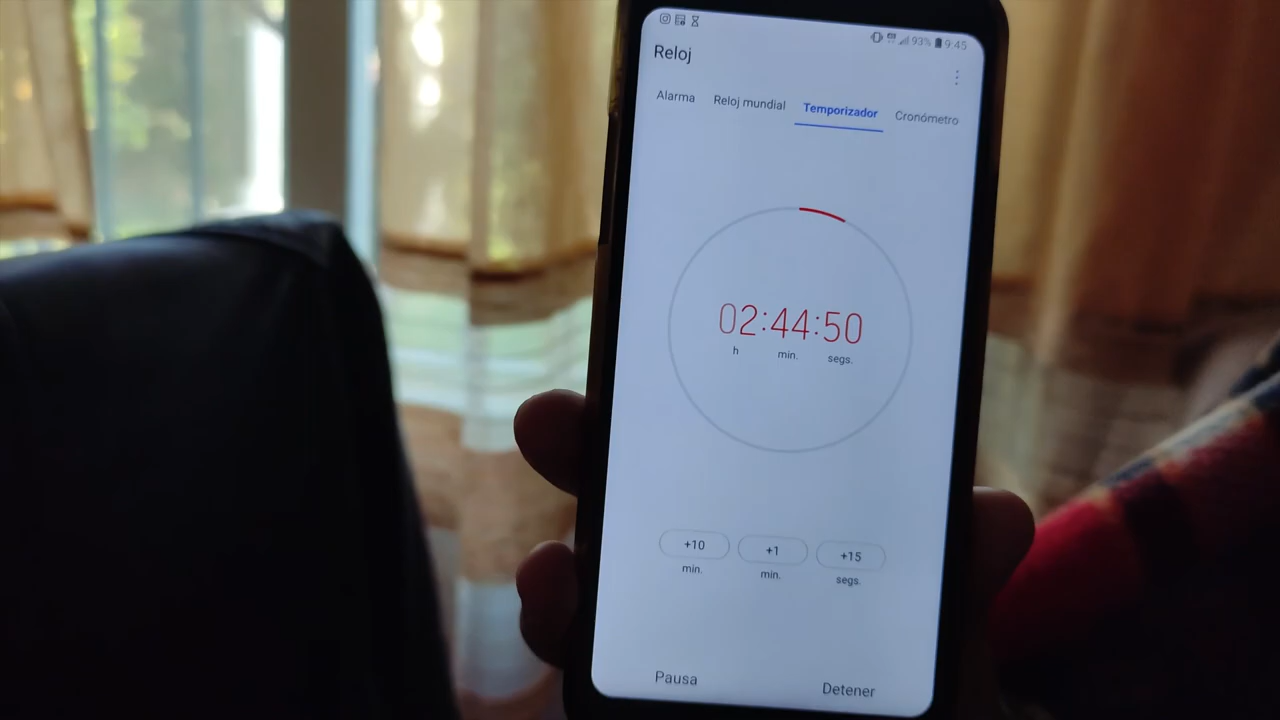 93% 9:45
Reloj
Alarma Reloj mundial Temporizador Cronómetro
02:44:50
h min. segs.
+10 +1 +15
min. min. segs.
Pausa Detener